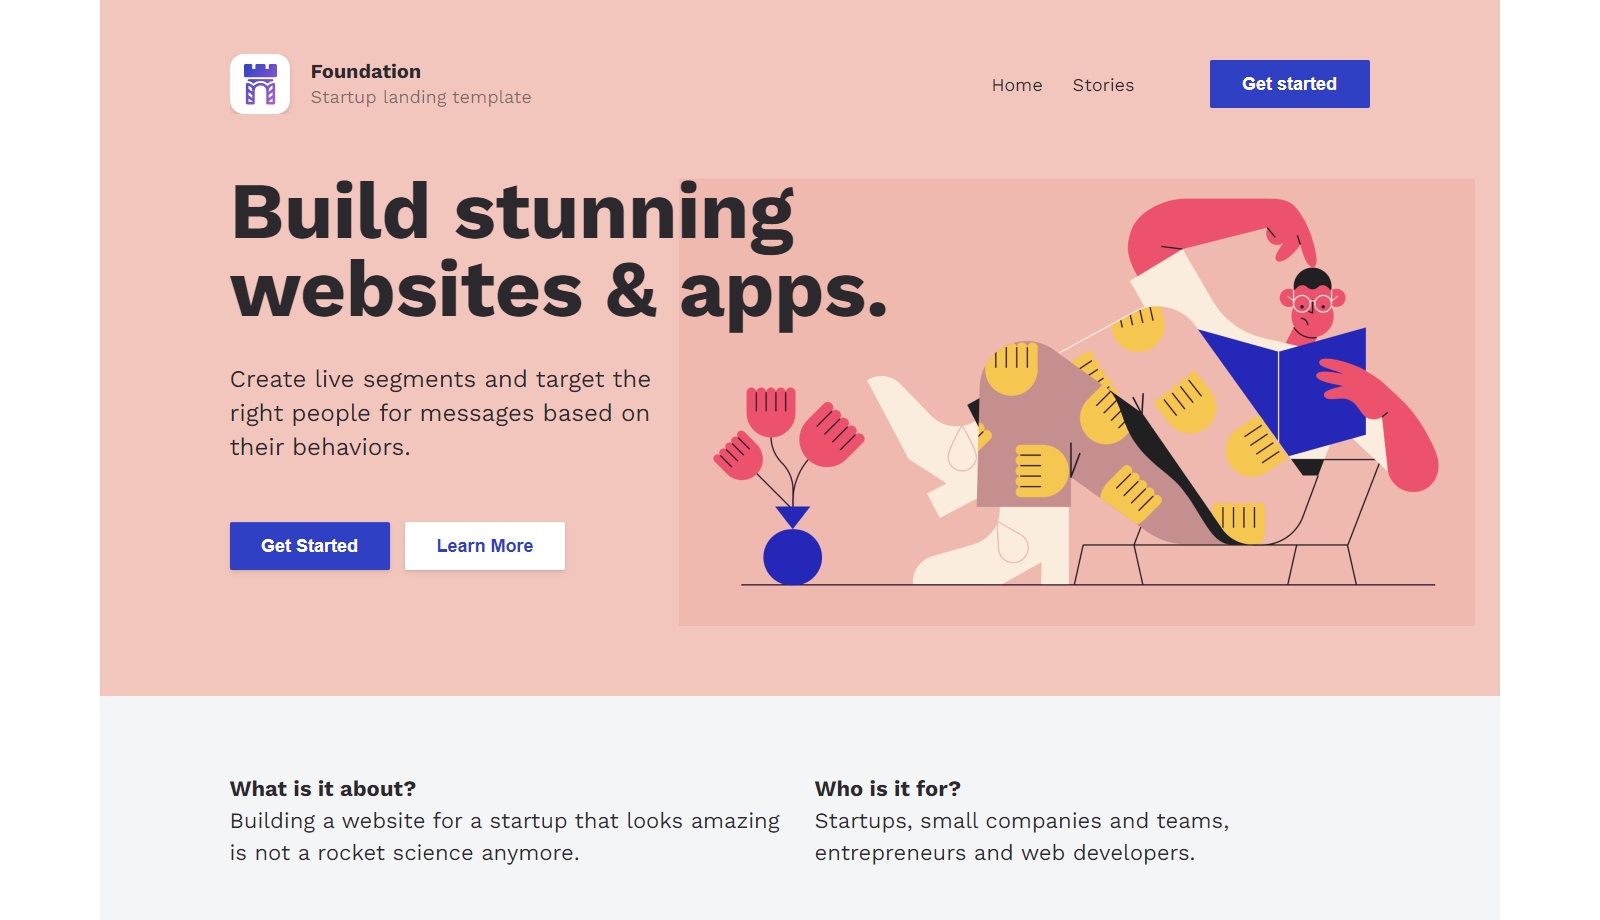 Foundation
Startup landing template
Home
Stories
Get started
Build stunning
websites & apps.
Create live segments and target the
right people for messages based on
their behaviors.
Get Started
Learn More
What is it about?
Building a website for a startup that looks amazing
is not a rocket science anymore.
Who is it for?
Startups, small companies and teams,
entrepreneurs and web developers.